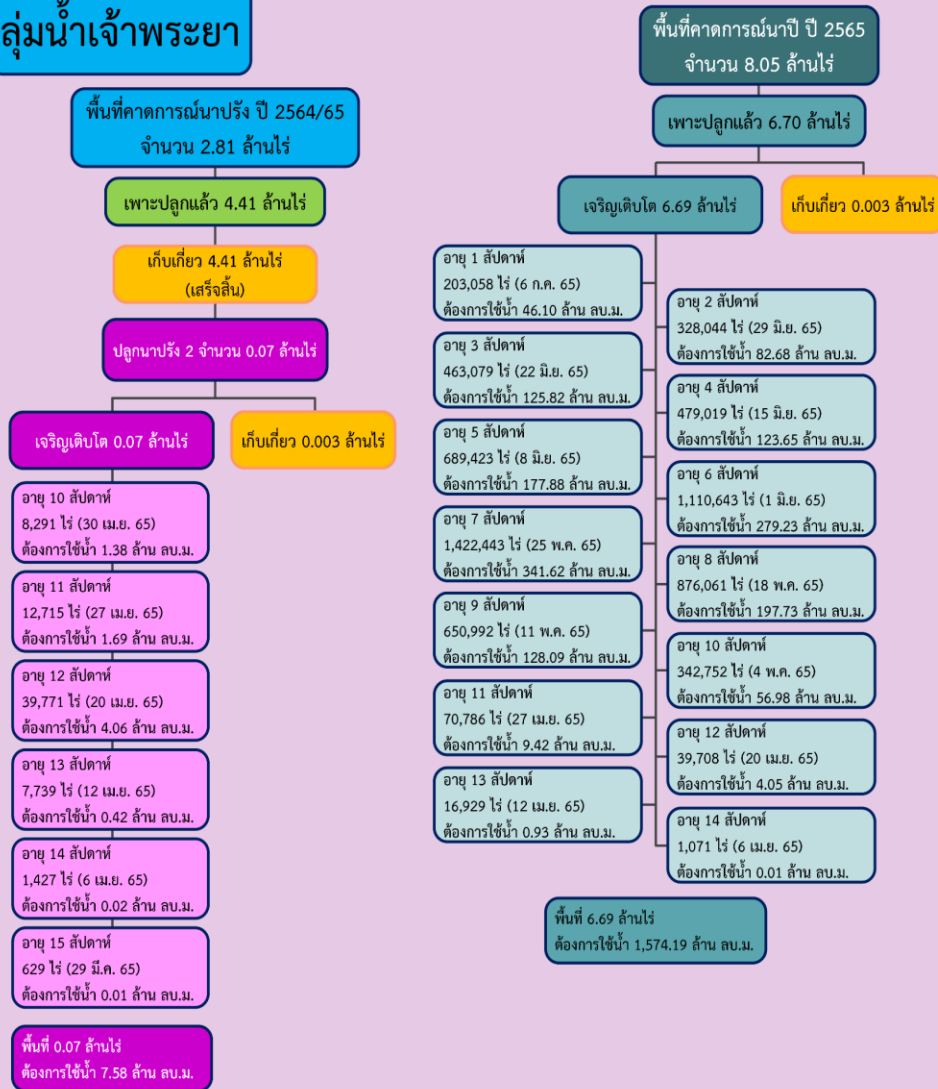 ลุ่มน้ำเจ้าพระยา
พื้นที่คาดการณ์นาปรัง ปี 2564/65
จำนวน 2.81 ล้านไร่
เพาะปลูกแล้ว 4.41 ล้านไร่
เก็บเกี่ยว 4.41 ล้านไร่
(เสร็จสิ้น)
ปลูกนาปรัง 2 จำนวน 0.07 ล้านไร่
เจริญเติบโต 0.07 ล้านไร่
เก็บเกี่ยว 0.003 ล้านไร่
อายุ 10 สัปดาห์
8,291 ไร่ (30 เม.ย. 65)
ต้องการใช้น้ำ 1.38 ล้าน ลบ.ม.
อายุ 11 สัปดาห์
12,715 ไร่ (27 เม.ย. 65)
ต้องการใช้น้ำ 1.69 ล้าน ลบ.ม.
อายุ 12 สัปดาห์
39,771 ไร่ (20 เม.ย. 65)
ต้องการใช้น้ำ 4.06 ล้าน ลบ.ม.
อายุ 13 สัปดาห์
7,739 ไร่ (12 เม.ย. 65)
ต้องการใช้น้ำ 0.42 ล้าน ลบ.ม.
อายุ 14 สัปดาห์
1,427 ไร่ (6 เม.ย. 65)
ต้องการใช้น้ำ 0.02 ล้าน ลบ.ม.
อายุ 15 สัปดาห์
629 ไร่ (29 มี.ค. 65)
ต้องการใช้น้ำ 0.01 ล้าน ลบ.ม.
พื้นที่ 0.07 ล้านไร่
ต้องการใช้น้ำ 7.58 ล้าน ลบ.ม.
พื้นที่คาดการณ์นาปี ปี 2565
จำนวน 8.05 ล้านไร่
เพาะปลูกแล้ว 6.70 ล้านไร่
เจริญเติบโต 6.69 ล้านไร่
เก็บเกี่ยว 0.003 ล้านไร่
อายุ 1 สัปดาห์
203,058 ไร่ (6 ก.ค. 65)
ต้องการใช้น้ำ 46.10 ล้าน ลบ.ม.
อายุ 2 สัปดาห์
328,044 ไร่ (29 มิ.ย. 65)
ต้องการใช้น้ำ 82.68 ล้าน ลบ.ม.
อายุ 3 สัปดาห์
463,079 ไร่ (22 มิ.ย. 65)
ต้องการใช้น้ำ 125.82 ล้าน ลบ.ม.
อายุ 4 สัปดาห์
479,019 ไร่ (15 มิ.ย. 65)
ต้องการใช้น้ำ 123.65 ล้าน ลบ.ม.
อายุ 5 สัปดาห์
689,423 ไร่ (8 มิ.ย. 65)
ต้องการใช้น้ำ 177.88 ล้าน ลบ.ม.
อายุ 6 สัปดาห์
1,110,643 ไร่ (1 มิ.ย. 65)
ต้องการใช้น้ำ 279.23 ล้าน ลบ.ม.
อายุ 7 สัปดาห์
1,422,443 ไร่ (25 พ.ค. 65)
ต้องการใช้น้ำ 341.62 ล้าน ลบ.ม.
อายุ 8 สัปดาห์
876,061 ไร่ (18 พ.ค. 65)
ต้องการใช้น้ำ 197.73 ล้าน ลบ.ม.
อายุ 9 สัปดาห์
650,992 ไร่ (11 พ.ค. 65)
ต้องการใช้น้ำ 128.09 ล้าน ลบ.ม.
อายุ 10 สัปดาห์
342,752 ไร่ (4 พ.ค. 65)
ต้องการใช้น้ำ 56.98 ล้าน ลบ.ม.
อายุ 11 สัปดาห์
70,786 ไร่ (27 เม.ย. 65)
ต้องการใช้น้ำ 9.42 ล้าน ลบ.ม.
อายุ 12 สัปดาห์
39,708 ไร่ (20 เม.ย. 65)
ต้องการใช้น้ำ 4.05 ล้าน ลบ.ม.
อายุ 13 สัปดาห์
16,929 ไร่ (12 เม.ย. 65)
ต้องการใช้น้ำ 0.93 ล้าน ลบ.ม.
อายุ 14 สัปดาห์
1,071 ไร่ (6 เม.ย. 65)
ต้องการใช้น้ำ 0.01 ล้าน ลบ.ม.
พื้นที่ 6.69 ล้านไร่
ต้องการใช้น้ำ 1,574.19 ล้าน ลบ.ม.